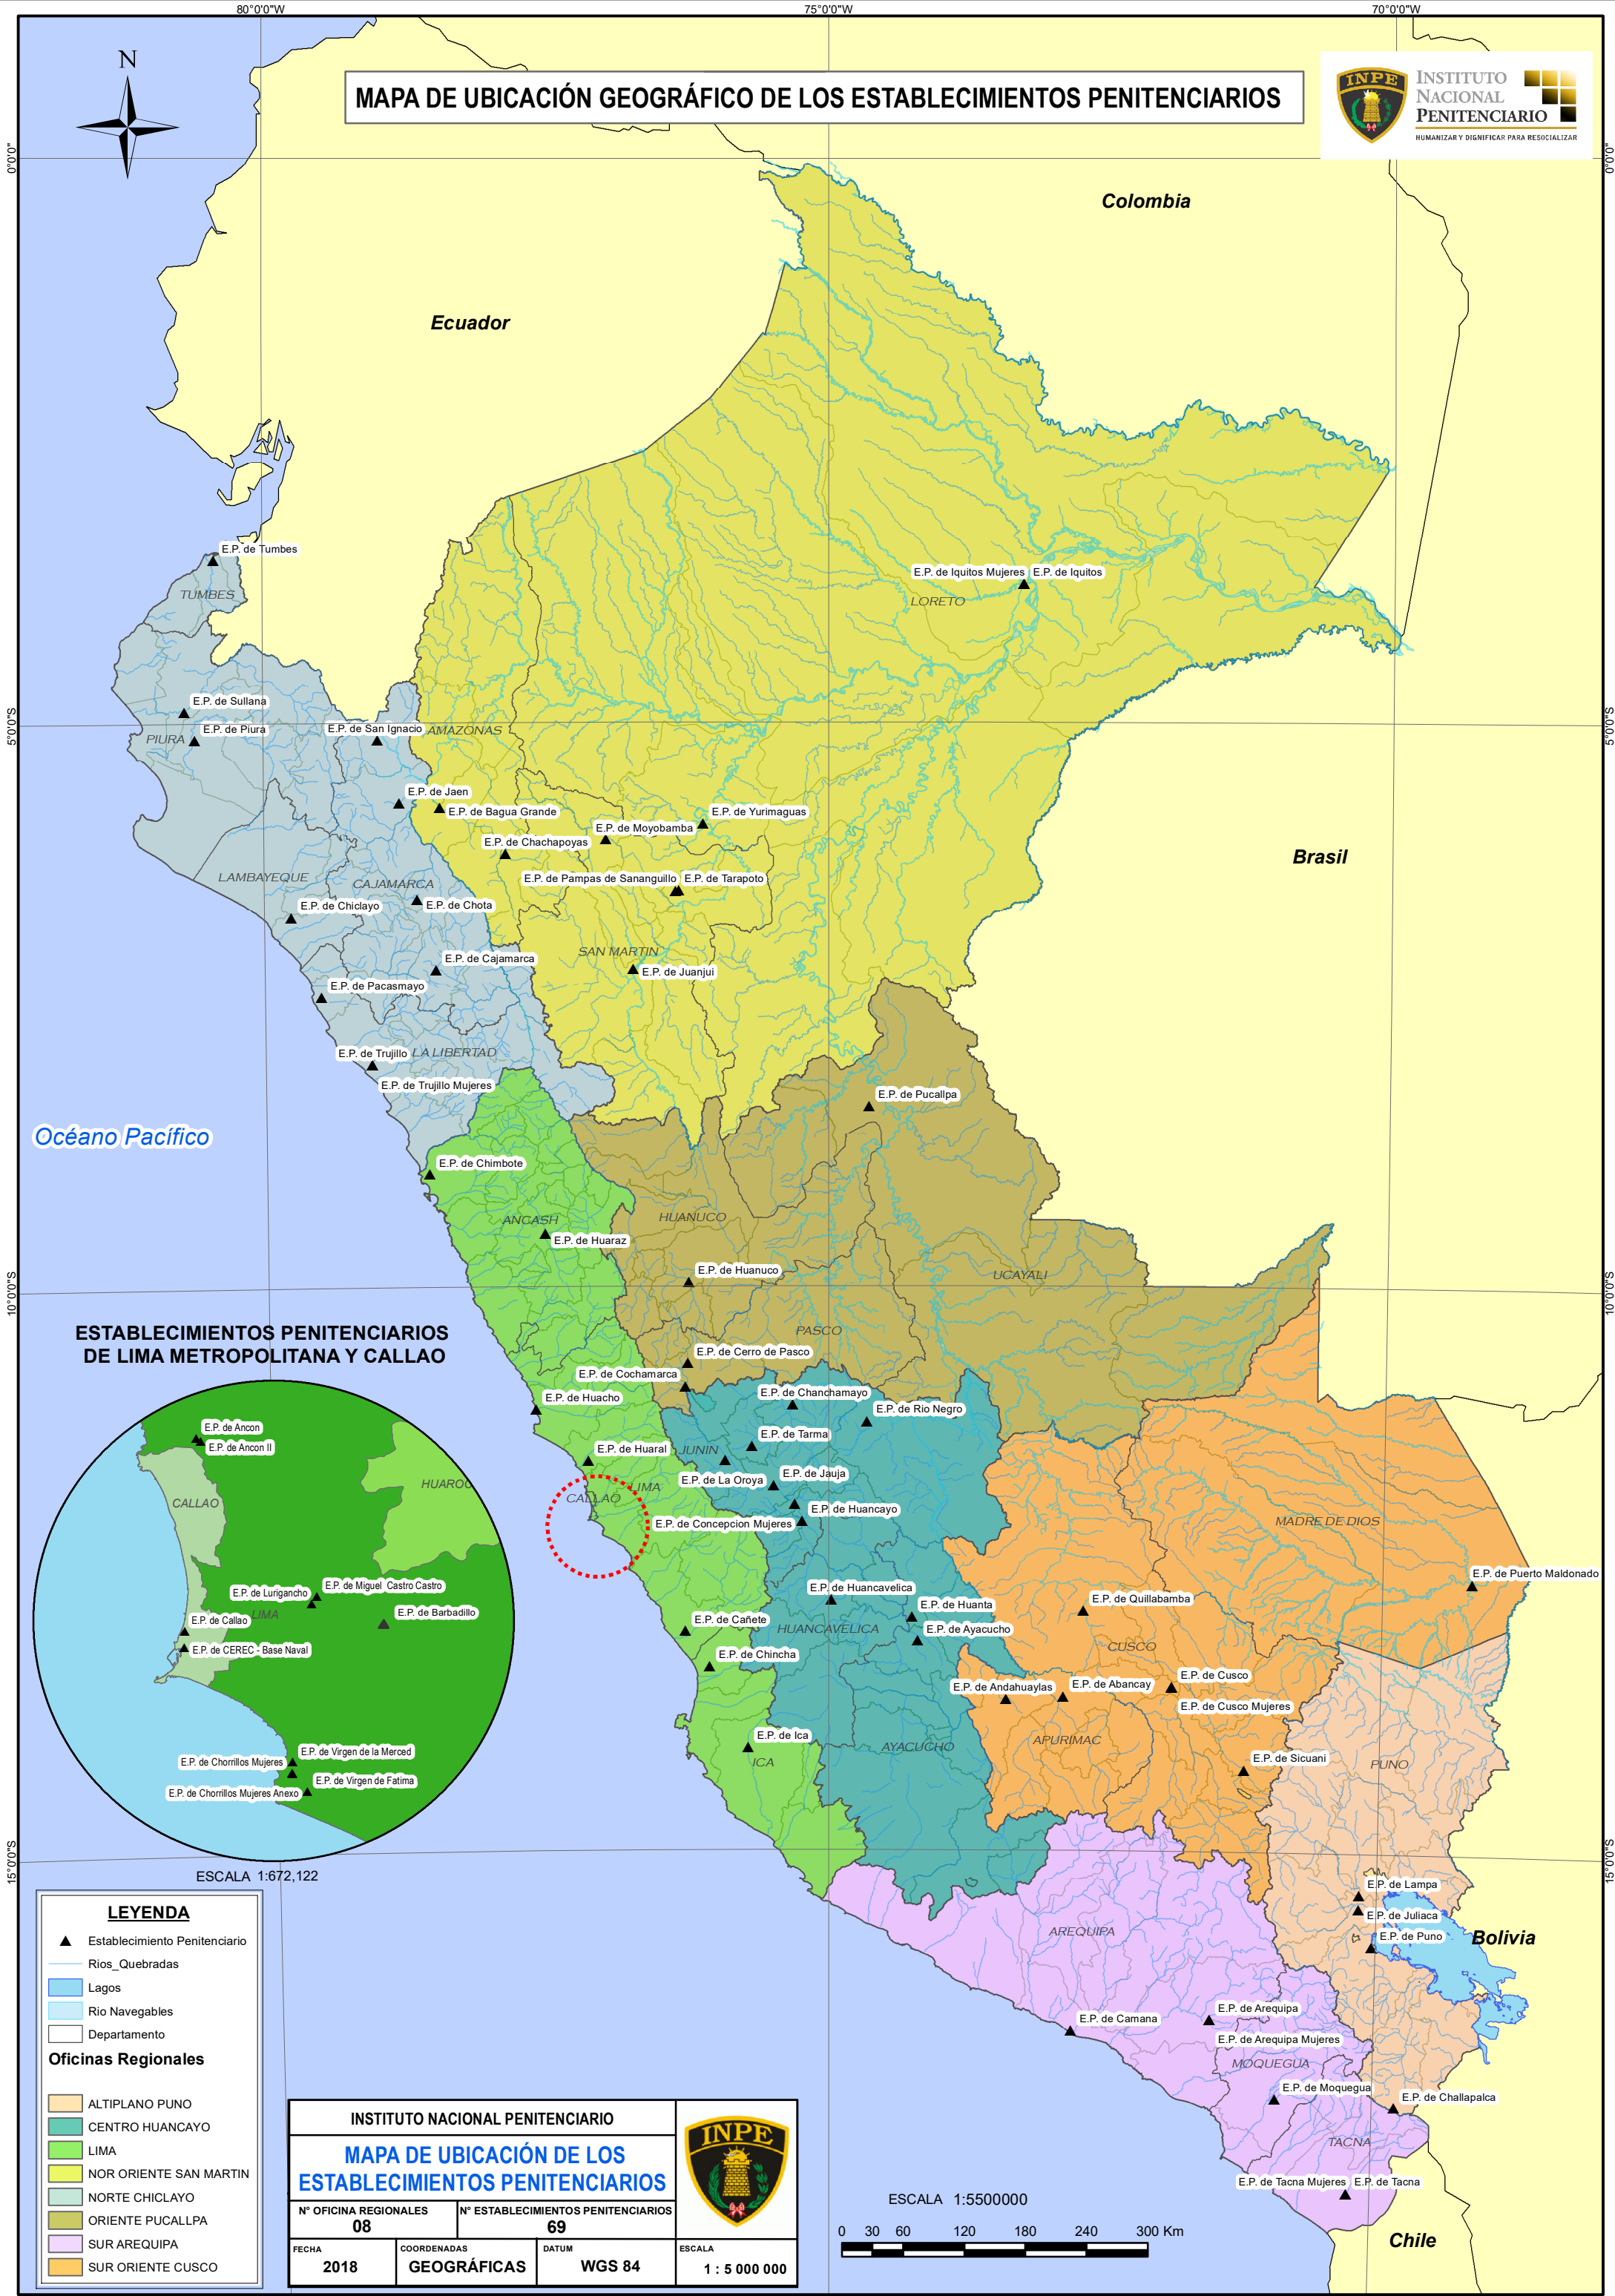 80°0'0"W
75°0'0"W
70°0'0"W
N
MAPA DE UBICACIÓN GEOGRÁFICO DE LOS ESTABLECIMIENTOS PENITENCIARIOS
INPE
INSTITUTO
NACIONAL
PENITENCIARIO
HUMANIZAR Y DIGNIFICAR PARA RESOCIALIZAR
0°0'0"
0°0'0"
Colombia
Ecuador
E.P. de Tumbes
TUMBES
E.P. de Iquitos Mujeres
E.P. de Iquitos
LORETO
E.P. de Sullana
PIURA
E.P. de Piura
E.P. de San Ignacio
AMAZONAS
5°0'0"S
5°0'0"S
E.P. de Jaen
E.P. de Bagua Grande
E.P. de Yurimaguas
E.P. de Moyobamba
E.P. de Chachapoyas
Brasil
LAMBAYEQUE
CAJAMARCA
E.P. de Pampas de Sananguillo
E.P. de Tarapoto
E.P. de Chiclayo
E.P. de Chota
SAN MARTIN
E.P. de Cajamarca
E.P. de Juanjui
E.P. de Pacasmayo
E.P. de Trujillo
LA LIBERTAD
E.P. de Trujillo Mujeres
E.P. de Pucallpa
Océano Pacífico
E.P. de Chimbote
ANCASH
HUANUCO
E.P. de Huaraz
E.P. de Huanuco
UCAYALI
10°0'0"S
10°0'0"S
PASCO
E.P. de Cerro de Pasco
E.P. de Cochamarca
E.P. de Huacho
E.P. de Chanchamayo
E.P. de Rio Negro
E.P. de Tarma
E.P. de Huaral
JUNIN
E.P. de La Oroya
E.P. de Jauja
LIMA
CALLAO
E.P. de Huancayo
E.P. de Concepcion Mujeres
MADRE DE DIOS
E.P. de Puerto Maldonado
E.P. de Huancavelica
E.P. de Huanta
E.P. de Quillabamba
HUANCAVELICA
E.P. de Ayacucho
CUSCO
E.P. de Cañete
E.P. de Chincha
E.P. de Andahuaylas
E.P. de Abancay
E.P. de Cusco
E.P. de Cusco Mujeres
E.P. de Ica
ICA
AYACUCHO
APURIMAC
E.P. de Sicuani
PUNO
ESTABLECIMIENTOS PENITENCIARIOS
DE LIMA METROPOLITANA Y CALLAO
E.P. de Ancon
E.P. de Ancon II
CALLAO
HUAROC
E.P. de Lurigancho
E.P. de Miguel Castro Castro
LIMA
E.P. de Barbadillo
E.P. de Callao
E.P. de CEREC - Base Naval
E.P. de Virgen de la Merced
E.P. de Chorrillos Mujeres
E.P. de Virgen de Fatima
E.P. de Chorrillos Mujeres Anexo
ESCALA 1:672,122
15°0'0"S
15°0'0"S
E.P. de Lampa
E.P. de Juliaca
AREQUIPA
E.P. de Puno
Bolivia
E.P. de Camana
E.P. de Arequipa
E.P. de Arequipa Mujeres
MOQUEGUA
E.P. de Moquegua
E.P. de Challapalca
TACNA
E.P. de Tacna Mujeres
E.P. de Tacna
Chile
LEYENDA
Establecimiento Penitenciario
Rios_Quebradas
Lagos
Rio Navegables
Departamento
Oficinas Regionales
ALTIPLANO PUNO
CENTRO HUANCAYO
LIMA
NOR ORIENTE SAN MARTIN
NORTE CHICLAYO
ORIENTE PUCALLPA
SUR AREQUIPA
SUR ORIENTE CUSCO
INSTITUTO NACIONAL PENITENCIARIO
MAPA DE UBICACIÓN DE LOS
ESTABLECIMIENTOS PENITENCIARIOS
N° OFICINA REGIONALES
08
N° ESTABLECIMIENTOS PENITENCIARIOS
69
FECHA
2018
COORDENADAS
GEOGRÁFICAS
DATUM
WGS 84
ESCALA
1 : 5 000 000
INPE
ESCALA 1:5500000
0 30 60 120 180 240 300 Km